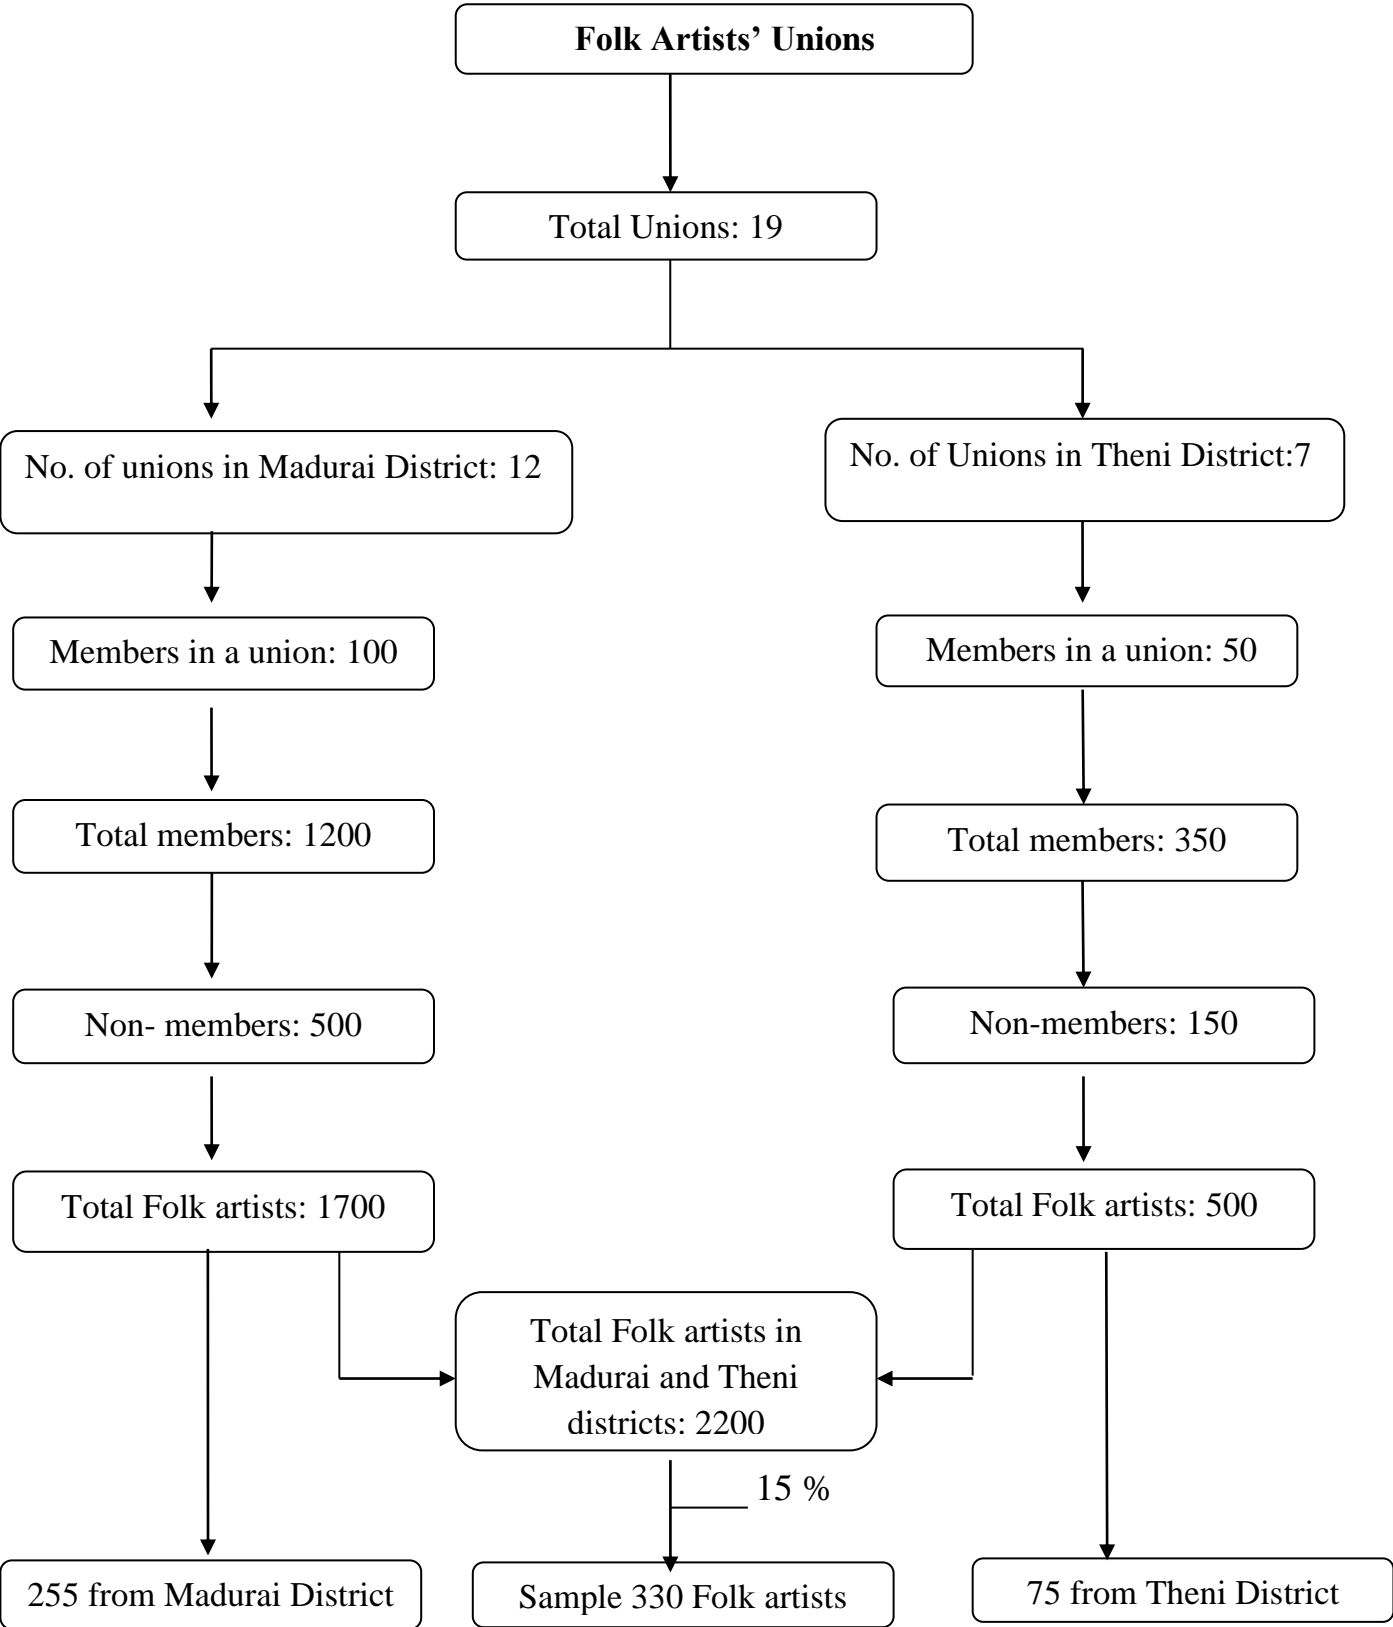 Folk Artists’ Unions
Total Unions: 19
No. of unions in Madurai District: 12
No. of Unions in Theni District:7
Members in a union: 100
Members in a union: 50
Total members: 1200
Total members: 350
Non- members: 500
Non-members: 150
Total Folk artists: 1700
Total Folk artists: 500
Total Folk artists in
Madurai and Theni
districts: 2200
15 %
255 from Madurai District
Sample 330 Folk artists
75 from Theni District